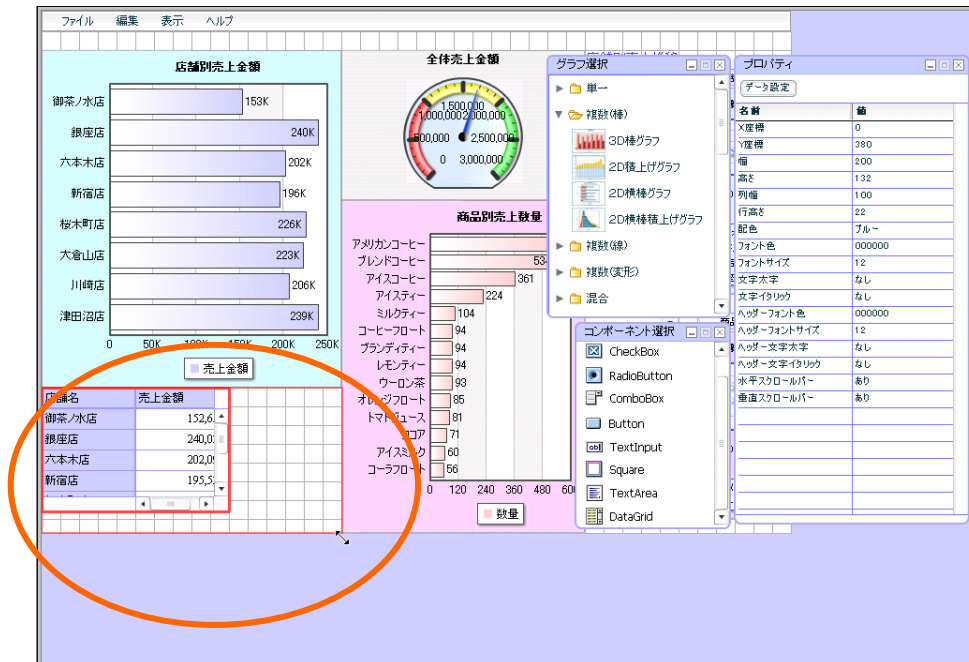 ファイル 編集 表示 ヘルプ
店舗別売上金額
御茶ノ水店 153K
銀座店 240K
六本木店 202K
新宿店 196K
桜木町店 226K
大倉山店 223K
川崎店 206K
津田沼店 239K
0 50K 100K 150K 200K 250K
売上金額
全体売上金額
0 500,000 1,000,000 1,500,000 2,000,000 2,500,000 3,000,000
商品別売上数量
アメリカンコーヒー
ブレンドコーヒー
アイスコーヒー 361
アイスティー 224
ミルクティー 104
コーヒーフロート 94
ブランディティー 94
レモンティー 94
ウーロン茶 93
オレンジフロート 85
トマトジュース 81
ココア 71
アイスミルク 60
コーラフロート 56
0 120 240 360 480
数量
店舗名 売上金額
御茶ノ水店 152,6
銀座店 240,0
六本木店 202,0
新宿店 195,5
グラフ選択
単一
複数(棒)
3D棒グラフ
2D積上げグラフ
2D横棒グラフ
2D横棒積上げグラフ
複数(線)
複数(変形)
混合
コンポーネント選択
CheckBox
RadioButton
ComboBox
Button
TextInput
Square
TextArea
DataGrid
プロパティ
データ設定
名前 値
X座標 0
Y座標 380
幅 200
高さ 132
列幅 100
行高さ 22
配色 ブルー
フォント色 000000
フォントサイズ 12
文字太字 なし
文字イタリック なし
ヘッダーフォント色 000000
ヘッダーフォントサイズ 12
ヘッダー文字太字 なし
ヘッダー文字イタリック なし
水平スクロールバー あり
垂直スクロールバー あり